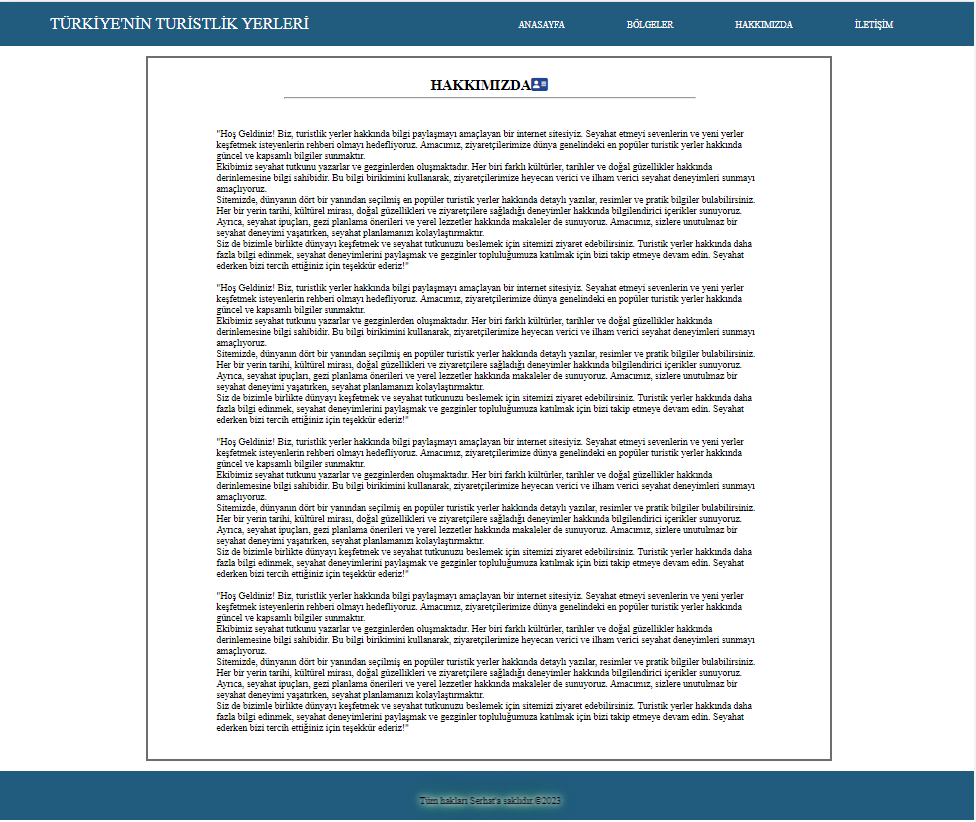 TÜRKİYE'NİN TURİSTLİK YERLERİ
ANASAYFA
BÖLGELER
HAKKIMIZDA
İLETİŞİM
HAKKIMIZDA
"Hoş Geldiniz! Biz, turistlik yerler hakkında bilgi paylaşmayı amaçlayan bir internet sitesiyiz. Seyahat etmeyi sevenlerin ve yeni yerler
keşfetmek isteyenlerin rehberi olmayı hedefliyoruz. Amacımız, ziyaretçilerimize dünya genelindeki en popüler turistik yerler hakkında
güncel ve kapsamlı bilgiler sunmaktır.
Ekibimiz seyahat tutkunu yazarlar ve gezginlerden oluşmaktadır. Her biri farklı kültürler, tarihler ve doğal güzellikler hakkında
derinlemesine bilgi sahibidir. Bu bilgi birikimini kullanarak, ziyaretçilerimize heyecan verici ve ilham verici seyahat deneyimleri sunmayı
amaçlıyoruz.
Sitemizde, dünyanın dört bir yanından seçilmiş en popüler turistik yerler hakkında detaylı yazılar, resimler ve pratik bilgiler bulabilirsiniz.
Her bir yerin tarihi, kültürel mirası, doğal güzellikleri ve ziyaretçilere sağladığı deneyimler hakkında bilgilendirici içerikler sunuyoruz.
Ayrıca, seyahat ipuçları, gezi planlama önerileri ve yerel lezzetler hakkında makaleler de sunuyoruz. Amacımız, sizlere unutulmaz bir
seyahat deneyimi yaşatırken, seyahat planlamanızı kolaylaştırmaktır.
Siz de bizimle birlikte dünyayı keşfetmek ve seyahat tutkunuzu beslemek için sitemizi ziyaret edebilirsiniz. Turistik yerler hakkında daha
fazla bilgi edinmek, seyahat deneyimlerini paylaşmak ve gezginler topluluğumuza katılmak için bizi takip etmeye devam edin. Seyahat
ederken bizi tercih ettiğiniz için teşekkür ederiz!"
"Hoş Geldiniz! Biz, turistlik yerler hakkında bilgi paylaşmayı amaçlayan bir internet sitesiyiz. Seyahat etmeyi sevenlerin ve yeni yerler
keşfetmek isteyenlerin rehberi olmayı hedefliyoruz. Amacımız, ziyaretçilerimize dünya genelindeki en popüler turistik yerler hakkında
güncel ve kapsamlı bilgiler sunmaktır.
Ekibimiz seyahat tutkunu yazarlar ve gezginlerden oluşmaktadır. Her biri farklı kültürler, tarihler ve doğal güzellikler hakkında
derinlemesine bilgi sahibidir. Bu bilgi birikimini kullanarak, ziyaretçilerimize heyecan verici ve ilham verici seyahat deneyimleri sunmayı
amaçlıyoruz.
Sitemizde, dünyanın dört bir yanından seçilmiş en popüler turistik yerler hakkında detaylı yazılar, resimler ve pratik bilgiler bulabilirsiniz.
Her bir yerin tarihi, kültürel mirası, doğal güzellikleri ve ziyaretçilere sağladığı deneyimler hakkında bilgilendirici içerikler sunuyoruz.
Ayrıca, seyahat ipuçları, gezi planlama önerileri ve yerel lezzetler hakkında makaleler de sunuyoruz. Amacımız, sizlere unutulmaz bir
seyahat deneyimi yaşatırken, seyahat planlamanızı kolaylaştırmaktır.
Siz de bizimle birlikte dünyayı keşfetmek ve seyahat tutkunuzu beslemek için sitemizi ziyaret edebilirsiniz. Turistik yerler hakkında daha
fazla bilgi edinmek, seyahat deneyimlerini paylaşmak ve gezginler topluluğumuza katılmak için bizi takip etmeye devam edin. Seyahat
ederken bizi tercih ettiğiniz için teşekkür ederiz!"
"Hoş Geldiniz! Biz, turistlik yerler hakkında bilgi paylaşmayı amaçlayan bir internet sitesiyiz. Seyahat etmeyi sevenlerin ve yeni yerler
keşfetmek isteyenlerin rehberi olmayı hedefliyoruz. Amacımız, ziyaretçilerimize dünya genelindeki en popüler turistik yerler hakkında
güncel ve kapsamlı bilgiler sunmaktır.
Ekibimiz seyahat tutkunu yazarlar ve gezginlerden oluşmaktadır. Her biri farklı kültürler, tarihler ve doğal güzellikler hakkında
derinlemesine bilgi sahibidir. Bu bilgi birikimini kullanarak, ziyaretçilerimize heyecan verici ve ilham verici seyahat deneyimleri sunmayı
amaçlıyoruz.
Sitemizde, dünyanın dört bir yanından seçilmiş en popüler turistik yerler hakkında detaylı yazılar, resimler ve pratik bilgiler bulabilirsiniz.
Her bir yerin tarihi, kültürel mirası, doğal güzellikleri ve ziyaretçilere sağladığı deneyimler hakkında bilgilendirici içerikler sunuyoruz.
Ayrıca, seyahat ipuçları, gezi planlama önerileri ve yerel lezzetler hakkında makaleler de sunuyoruz. Amacımız, sizlere unutulmaz bir
seyahat deneyimi yaşatırken, seyahat planlamanızı kolaylaştırmaktır.
Siz de bizimle birlikte dünyayı keşfetmek ve seyahat tutkunuzu beslemek için sitemizi ziyaret edebilirsiniz. Turistik yerler hakkında daha
fazla bilgi edinmek, seyahat deneyimlerini paylaşmak ve gezginler topluluğumuza katılmak için bizi takip etmeye devam edin. Seyahat
ederken bizi tercih ettiğiniz için teşekkür ederiz!"
"Hoş Geldiniz! Biz, turistlik yerler hakkında bilgi paylaşmayı amaçlayan bir internet sitesiyiz. Seyahat etmeyi sevenlerin ve yeni yerler
keşfetmek isteyenlerin rehberi olmayı hedefliyoruz. Amacımız, ziyaretçilerimize dünya genelindeki en popüler turistik yerler hakkında
güncel ve kapsamlı bilgiler sunmaktır.
Ekibimiz seyahat tutkunu yazarlar ve gezginlerden oluşmaktadır. Her biri farklı kültürler, tarihler ve doğal güzellikler hakkında
derinlemesine bilgi sahibidir. Bu bilgi birikimini kullanarak, ziyaretçilerimize heyecan verici ve ilham verici seyahat deneyimleri sunmayı
amaçlıyoruz.
Sitemizde, dünyanın dört bir yanından seçilmiş en popüler turistik yerler hakkında detaylı yazılar, resimler ve pratik bilgiler bulabilirsiniz.
Her bir yerin tarihi, kültürel mirası, doğal güzellikleri ve ziyaretçilere sağladığı deneyimler hakkında bilgilendirici içerikler sunuyoruz.
Ayrıca, seyahat ipuçları, gezi planlama önerileri ve yerel lezzetler hakkında makaleler de sunuyoruz. Amacımız, sizlere unutulmaz bir
seyahat deneyimi yaşatırken, seyahat planlamanızı kolaylaştırmaktır.
Siz de bizimle birlikte dünyayı keşfetmek ve seyahat tutkunuzu beslemek için sitemizi ziyaret edebilirsiniz. Turistik yerler hakkında daha
fazla bilgi edinmek, seyahat deneyimlerini paylaşmak ve gezginler topluluğumuza katılmak için bizi takip etmeye devam edin. Seyahat
ederken bizi tercih ettiğiniz için teşekkür ederiz!"
Tüm hakları Serhat'a saklıdır ©2023